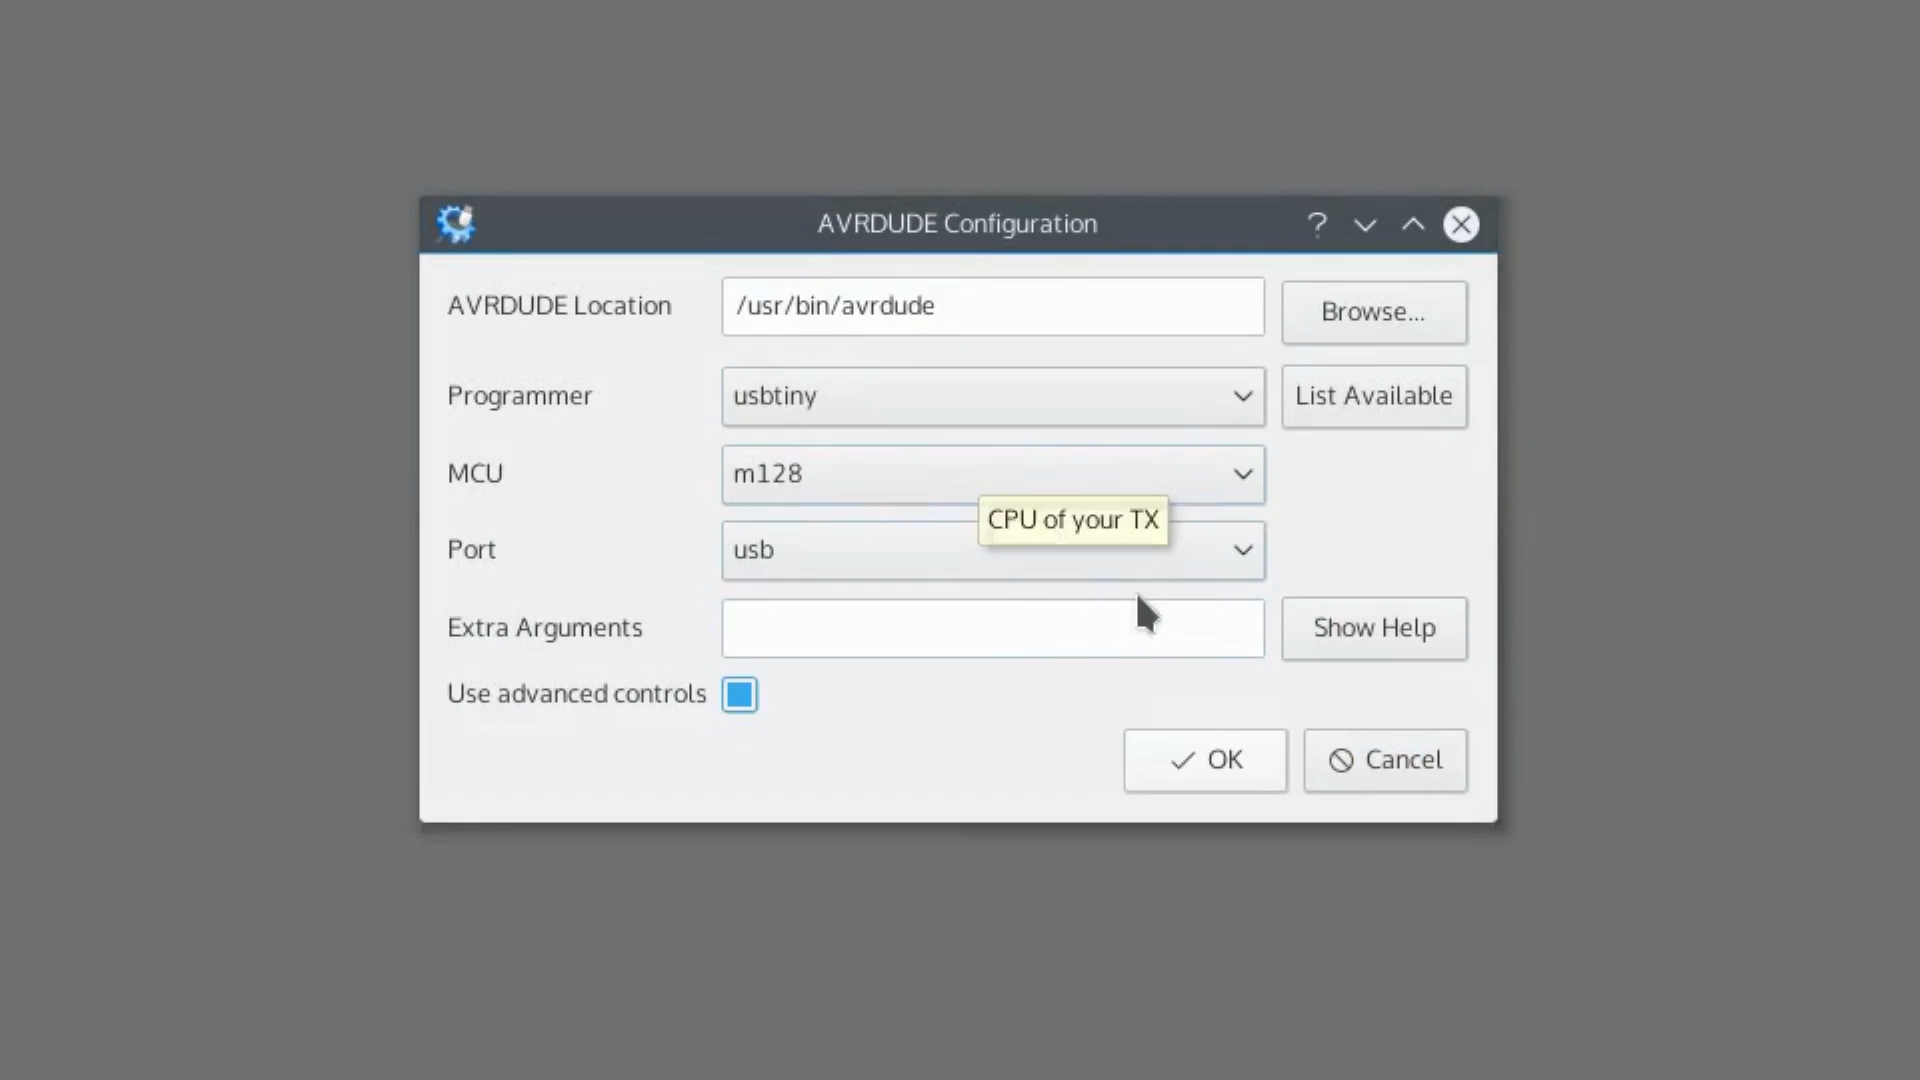 AVRDUDE Configuration
?
AVRDUDE Location /usr/bin/avrdude Browse...
Programmer usbtiny List Available
MCU m128
CPU of your TX
Port usb
Extra Arguments Show Help
Use advanced controls
OK Cancel